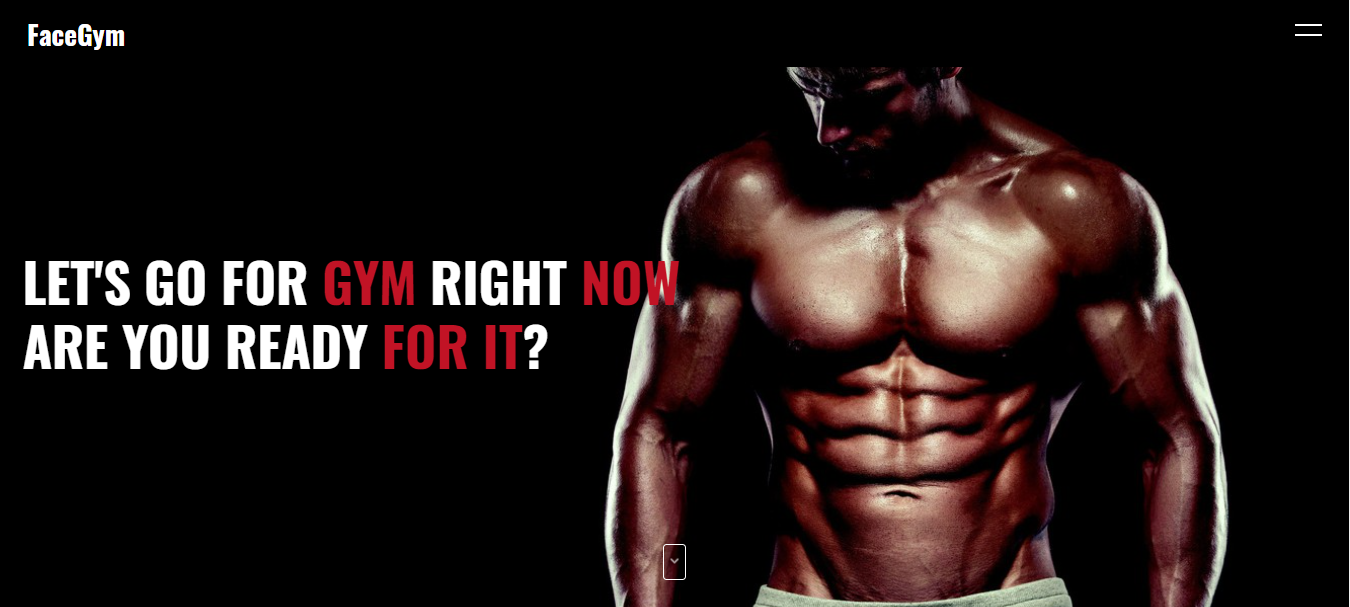 FaceGym
LET'S GO FOR GYM RIGHT NOW
ARE YOU READY FOR IT?